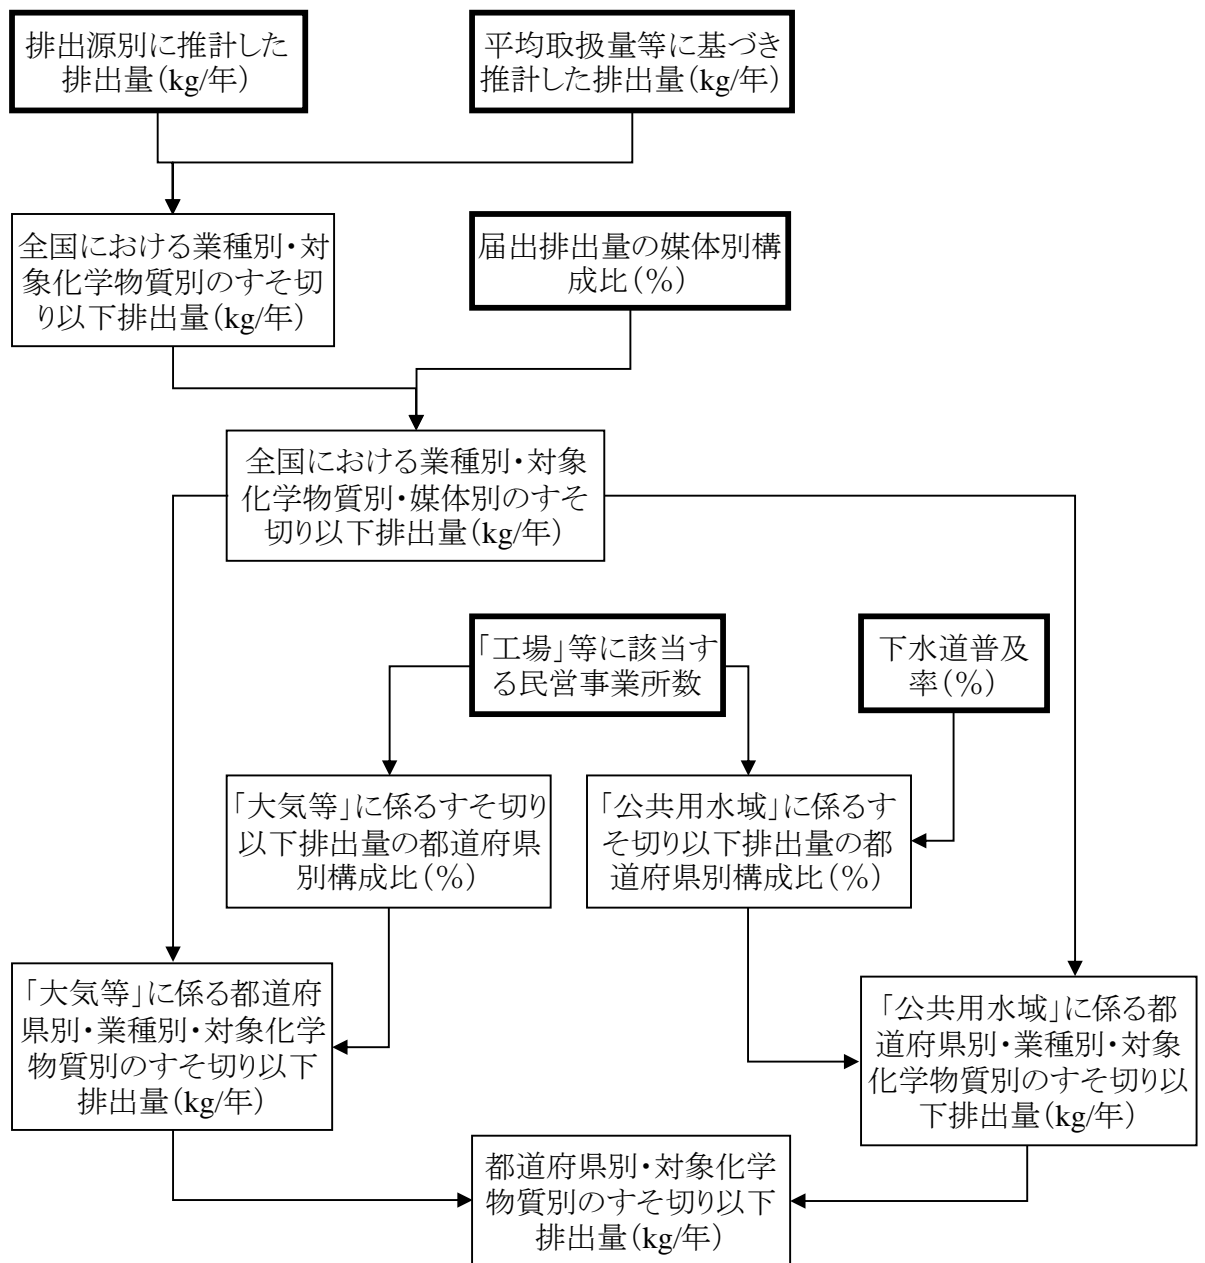 排出源別に推計した
排出量(kg/年)
平均取扱量等に基づき
推計した排出量(kg/年)
全国における業種別・対
象化学物質別のすそ切
り以下排出量(kg/年)
届出排出量の媒体別構
成比(%)
全国における業種別・対象
化学物質別・媒体別のすそ
切り以下排出量(kg/年)
「工場」等に該当す
る民営事業所数
下水道普及
率(%)
「大気等」に係るすそ切り
以下排出量の都道府県
別構成比(%)
「公共用水域」に係るす
そ切り以下排出量の都
道府県別構成比(%)
「大気等」に係る都道府
県別・業種別・対象化学
物質別のすそ切り以下
排出量(kg/年)
「公共用水域」に係る都
道府県別・業種別・対象
化学物質別のすそ切り以
下排出量(kg/年)
都道府県別・対象化学
物質別のすそ切り以下
排出量(kg/年)